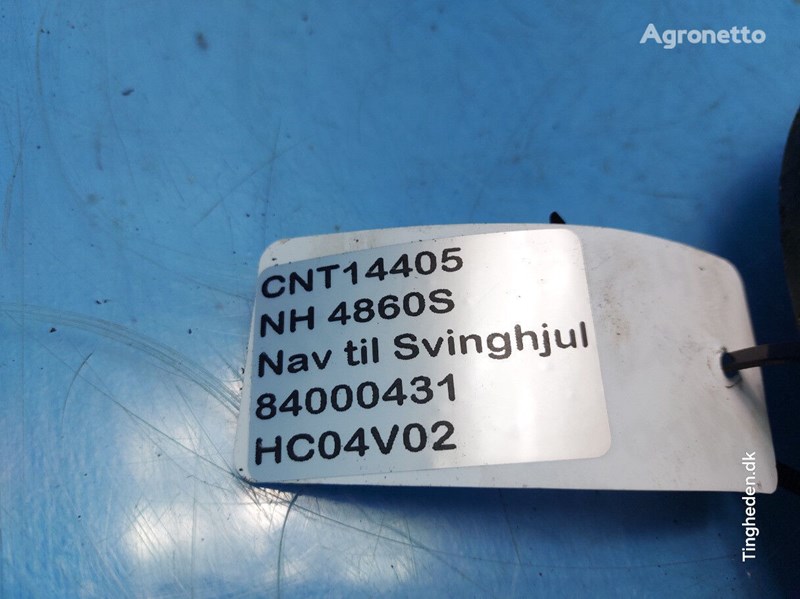 Agronetto
CNT14405
NH 4860S
Nav til Svinghjul
84000431
HC04V02
Tingheden.dk